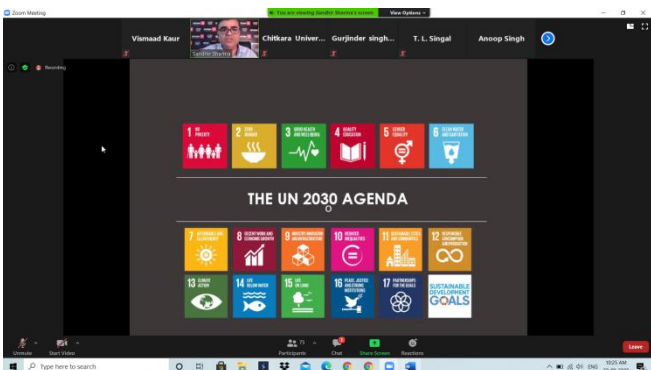 Zoom Meeting
You are viewing Sandhir Sharma's screen
View Options
Vismaad Kaur
Sandhir Sharma
Chitkara Univer...
Gurjinder singh...
T. L. Singal
Anoop Singh
Recording
1 NO POVERTY
2 ZERO HUNGER
3 GOOD HEALTH AND WELL-BEING
4 QUALITY EDUCATION
5 GENDER EQUALITY
6 CLEAN WATER AND SANITATION
THE UN 2030 AGENDA
7 AFFORDABLE AND CLEAN ENERGY
8 DECENT WORK AND ECONOMIC GROWTH
9 INDUSTRY, INNOVATION AND INFRASTRUCTURE
10 REDUCED INEQUALITIES
11 SUSTAINABLE CITIES AND COMMUNITIES
12 RESPONSIBLE CONSUMPTION AND PRODUCTION
13 CLIMATE ACTION
14 LIFE BELOW WATER
15 LIFE ON LAND
16 PEACE, JUSTICE AND STRONG INSTITUTIONS
17 PARTNERSHIPS FOR THE GOALS
SUSTAINABLE
DEVELOPMENT
GOALS
Unmute
Start Video
Participants
75
Chat
Share Screen
Reactions
Leave
Type here to search
ENG
10:25 AM